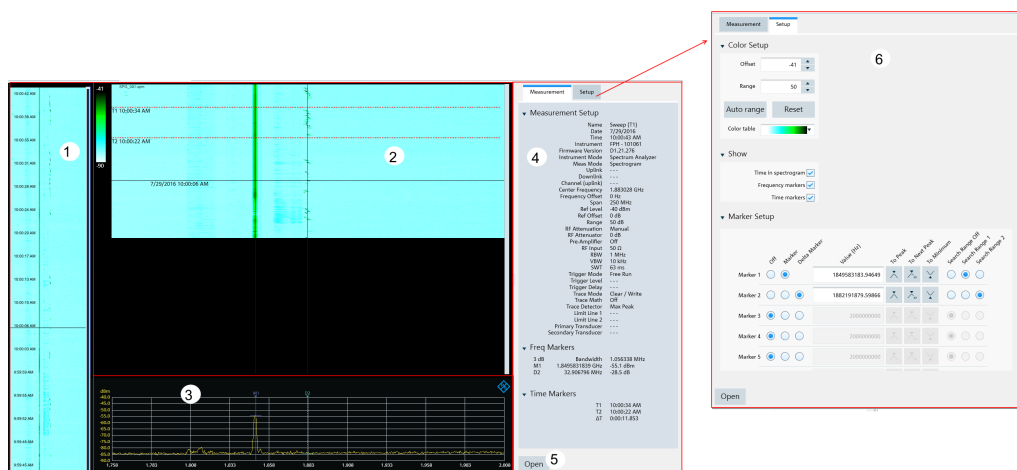 10:00:42 AM
10:00:38 AM
10:00:35 AM
10:00:31 AM
10:00:28 AM
10:00:24 AM
10:00:20 AM
10:00:17 AM
10:00:13 AM
10:00:10 AM
10:00:06 AM
10:00:03 AM
9:59:59 AM
9:59:55 AM
9:59:52 AM
9:59:48 AM
9:59:45 AM
1
-41
-90
T1 10:00:34 AM
T2 10:00:22 AM
7/29/2016 10:00:06 AM
2
3
dBm
-40.0
-45.0
-50.0
-55.0
-60.0
-65.0
-70.0
-75.0
-80.0
-85.0
-90.0
M1
D2
1.758
1.783
1.808
1.833
1.858
1.883
1.908
1.933
1.958
1.983
2.008
Measurement Setup
4
Measurement Setup
Name Sweep {T1}
Date 7/29/2016
Time 10:00:43 AM
Instrument FPH - 101061
Firmware Version D1.21.276
Instrument Mode Spectrum Analyzer
Meas Mode Spectrogram
Uplink - - -
Downlink - - -
Channel (uplink) - - -
Center Frequency 1.883028 GHz
Frequency Offset 0 Hz
Span 250 MHz
Ref Level -40 dBm
Ref Offset 0 dB
Range 50 dB
RF Attenuation Manual
RF Attenuator 0 dB
Pre-Amplifier Off
RF Input 50 Ω
RBW 1 MHz
VBW 10 kHz
SWT 63 ms
Trigger Mode Free Run
Trigger Level - - -
Trigger Delay - - -
Trace Mode Clear / Write
Trace Math Off
Trace Detector Max Peak
Limit Line 1 - - -
Limit Line 2 - - -
Primary Transducer - - -
Secondary Transducer - - -
Freq Markers
3 dB Bandwidth 1.056338 MHz
M1 1.8495831839 GHz -55.1 dBm
D2 32.906796 MHz -28.5 dB
Time Markers
T1 10:00:34 AM
T2 10:00:22 AM
ΔT 0:00:11.853
Open
5
Measurement Setup
6
Color Setup
Offset -41
Range 50
Auto range Reset
Color table
Show
Time in spectrogram
Frequency markers
Time markers
Marker Setup
Off Marker Delta Marker Value (Hz) To Peak To Next Peak To Minimum Search Range Off Search Range 1 Search Range 2
Marker 1 1849583183.94649
Marker 2 1882191879.59866
Marker 3 2000000000
Marker 4 2000000000
Marker 5 2000000000
Open